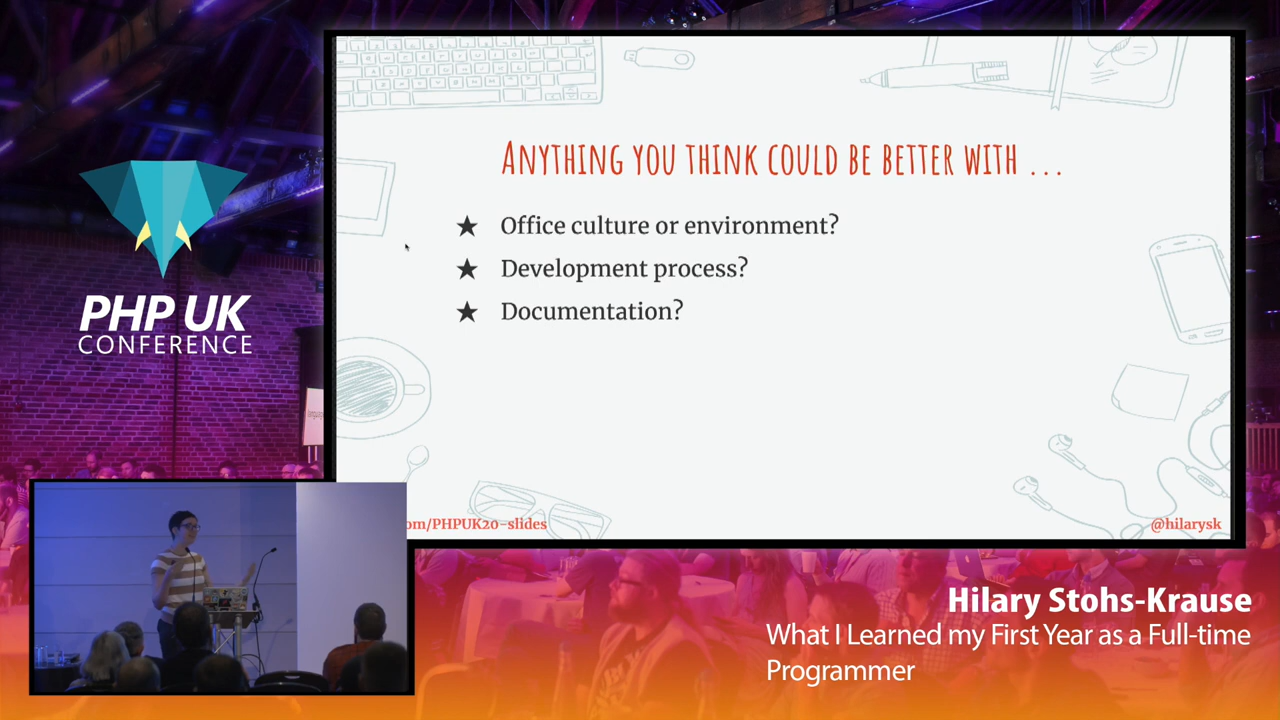 Anything you think could be better with ...
★ Office culture or environment?
★ Development process?
★ Documentation?
om/PHPUK20-slides
@hilarysk
PHP UK
CONFERENCE
Hilary Stohs-Krause
What I Learned my First Year as a Full-time
Programmer